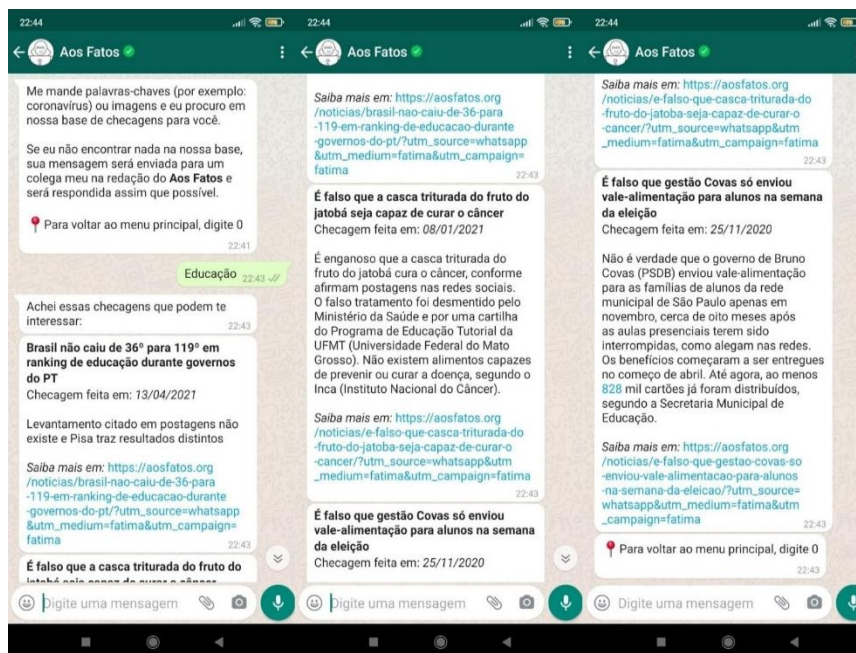 22:44
Aos Fatos
Me mande palavras-chaves (por exemplo:
coronavírus) ou imagens e eu procuro em
nossa base de checagens para você.
Se eu não encontrar nada na nossa base,
sua mensagem será enviada para um
colega meu na redação do Aos Fatos e
será respondida assim que possível.
Para voltar ao menu principal, digite 0
22:41
Educação 22:43
Achei essas checagens que podem te
interessar:
22:43
Brasil não caiu de 36º para 119º em
ranking de educação durante governos
do PT
Checagem feita em: 13/04/2021
Levantamento citado em postagens não
existe e Pisa traz resultados distintos
Saiba mais em: https://aosfatos.org
/noticias/brasil-nao-caiu-de-36-para
-119-em-ranking-de-educacao-durante
-governos-do-pt/?utm_source=whatsapp
&utm_medium=fatima&utm_campaign=
fatima
22:43
É falso que a casca triturada do fruto do
jatobá seja capaz de curar o câncer
Digite uma mensagem
22:44
Aos Fatos
Saiba mais em: https://aosfatos.org
/noticias/brasil-nao-caiu-de-36-para
-119-em-ranking-de-educacao-durante
-governos-do-pt/?utm_source=whatsapp
&utm_medium=fatima&utm_campaign=
fatima
22:43
É falso que a casca triturada do fruto do
jatobá seja capaz de curar o câncer
Checagem feita em: 08/01/2021
É enganoso que a casca triturada do
fruto do jatobá cura o câncer, conforme
afirmam postagens nas redes sociais.
O falso tratamento foi desmentido pelo
Ministério da Saúde e por uma cartilha
do Programa de Educação Tutorial da
UFMT (Universidade Federal do Mato
Grosso). Não existem alimentos capazes
de prevenir ou curar a doença, segundo o
Inca (Instituto Nacional do Câncer).
Saiba mais em: https://aosfatos.org
/noticias/e-falso-que-casca-triturada-do
-fruto-do-jatoba-seja-capaz-de-curar-o
-cancer/?utm_source=whatsapp&utm
_medium=fatima&utm_campaign=fatima
22:43
É falso que gestão Covas só enviou
vale-alimentação para alunos na semana
da eleição
Checagem feita em: 25/11/2020
Digite uma mensagem
22:44
Aos Fatos
Saiba mais em: https://aosfatos.org
/noticias/e-falso-que-casca-triturada-do
-fruto-do-jatoba-seja-capaz-de-curar-o
-cancer/?utm_source=whatsapp&utm
_medium=fatima&utm_campaign=fatima
22:43
É falso que gestão Covas só enviou
vale-alimentação para alunos na semana
da eleição
Checagem feita em: 25/11/2020
Não é verdade que o governo de Bruno
Covas (PSDB) enviou vale-alimentação
para as famílias de alunos da rede
municipal de São Paulo apenas em
novembro, cerca de oito meses após
as aulas presenciais terem sido
interrompidas, como alegam nas redes.
Os benefícios começaram a ser entregues
no começo de abril. Até agora, ao menos
828 mil cartões já foram distribuídos,
segundo a Secretaria Municipal de
Educação.
Saiba mais em: https://aosfatos.org
/noticias/e-falso-que-gestao-covas-so
-enviou-vale-alimentacao-para-alunos
-na-semana-da-eleicao/?utm_source=
whatsapp&utm_medium=fatima&utm
_campaign=fatima
22:43
Para voltar ao menu principal, digite 0
22:43
Digite uma mensagem